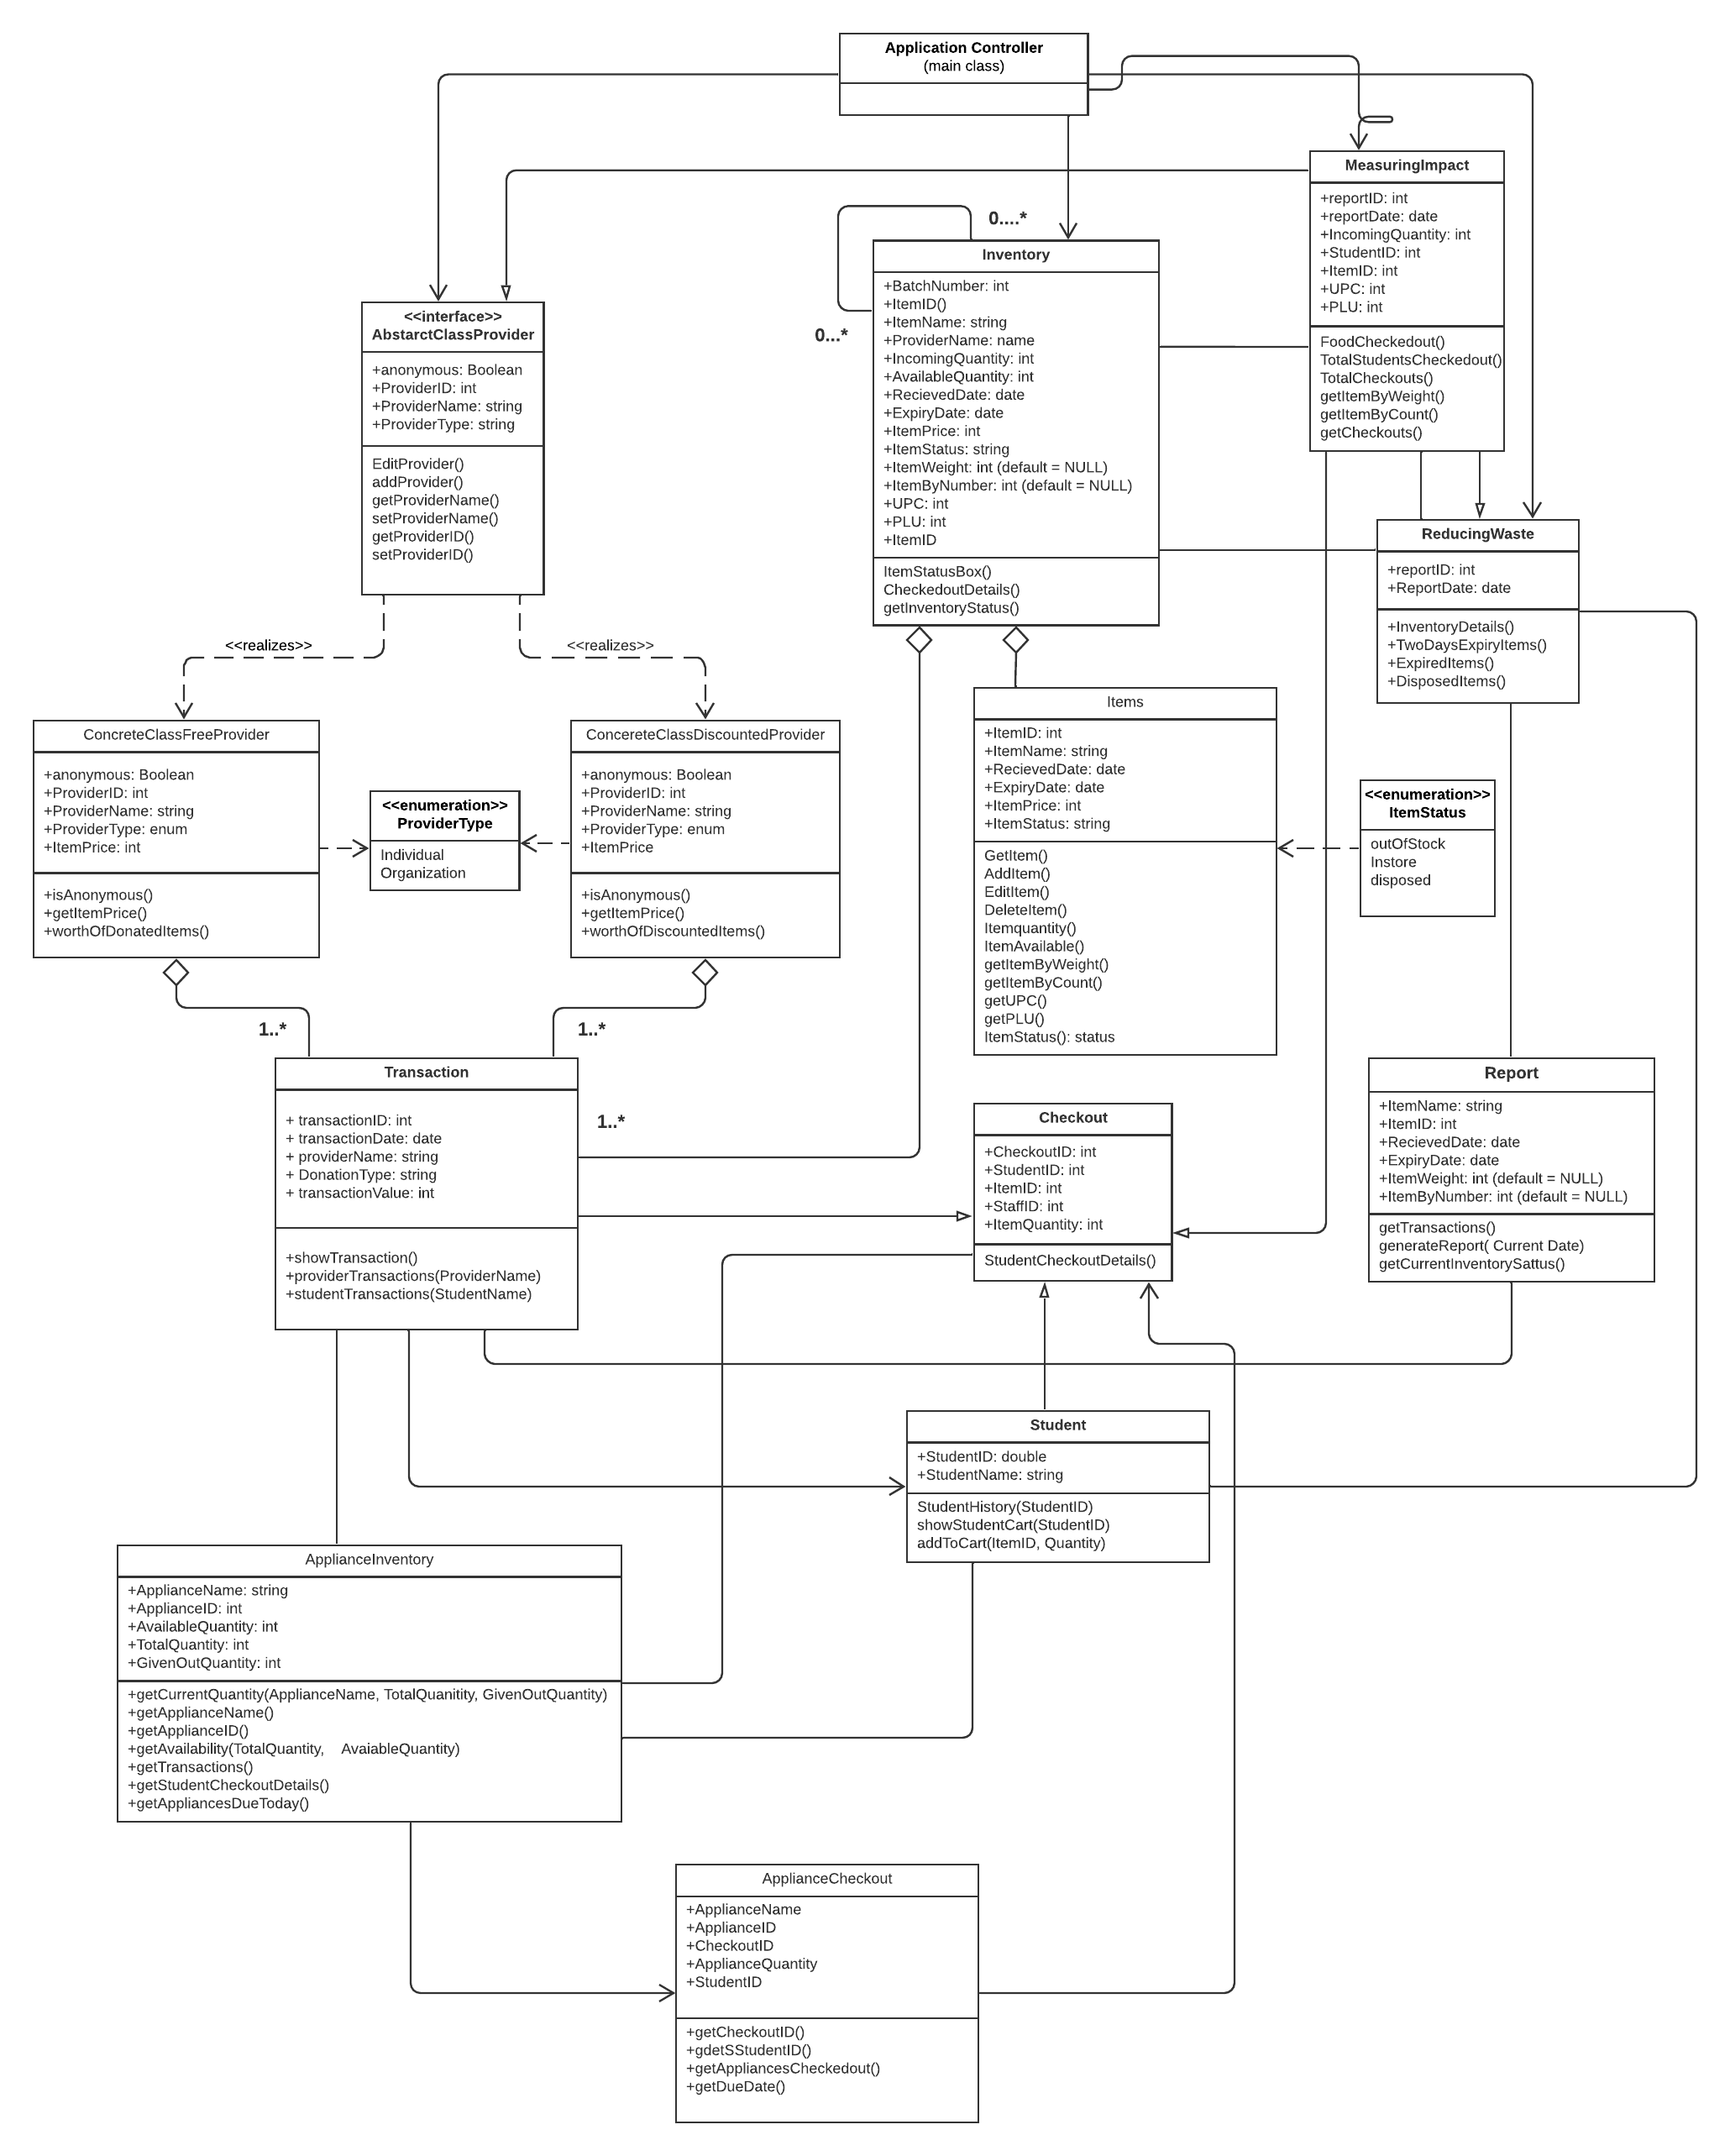 Application Controller
(main class)
MeasuringImpact
+reportID: int
+reportDate: date
+IncomingQuantity: int
+StudentID: int
+ItemID: int
+UPC: int
+PLU: int
FoodCheckedout()
TotalStudentsCheckedout()
TotalCheckouts()
getItemByWeight()
getItemByCount()
getCheckouts()
0....*
0...*
Inventory
+BatchNumber: int
+ItemID()
+ItemName: string
+ProviderName: name
+IncomingQuantity: int
+AvailableQuantity: int
+RecievedDate: date
+ExpiryDate: date
+ItemPrice: int
+ItemStatus: string
+ItemWeight: int (default = NULL)
+ItemByNumber: int (default = NULL)
+UPC: int
+PLU: int
+ItemID
ItemStatusBox()
CheckedoutDetails()
getInventoryStatus()
<<interface>>
AbstarctClassProvider
+anonymous: Boolean
+ProviderID: int
+ProviderName: string
+ProviderType: string
EditProvider()
addProvider()
getProviderName()
setProviderName()
getProviderID()
setProviderID()
ReducingWaste
+reportID: int
+ReportDate: date
+InventoryDetails()
+TwoDaysExpiryItems()
+ExpiredItems()
+DisposedItems()
<<realizes>>
<<realizes>>
ConcreteClassFreeProvider
+anonymous: Boolean
+ProviderID: int
+ProviderName: string
+ProviderType: enum
+ItemPrice: int
+isAnonymous()
+getItemPrice()
+worthOfDonatedItems()
<<enumeration>>
ProviderType
Individual
Organization
ConcereteClassDiscountedProvider
+anonymous: Boolean
+ProviderID: int
+ProviderName: string
+ProviderType: enum
+ItemPrice
+isAnonymous()
+getItemPrice()
+worthOfDiscountedItems()
Items
+ItemID: int
+ItemName: string
+RecievedDate: date
+ExpiryDate: date
+ItemPrice: int
+ItemStatus: string
GetItem()
AddItem()
EditItem()
DeleteItem()
Itemquantity()
ItemAvailable()
getItemByWeight()
getItemByCount()
getUPC()
getPLU()
ItemStatus(): status
<<enumeration>>
ItemStatus
outOfStock
Instore
disposed
1..*
1..*
1..*
Transaction
+ transactionID: int
+ transactionDate: date
+ providerName: string
+ DonationType: string
+ transactionValue: int
+showTransaction()
+providerTransactions(ProviderName)
+studentTransactions(StudentName)
Checkout
+CheckoutID: int
+StudentID: int
+ItemID: int
+StaffID: int
+ItemQuantity: int
StudentCheckoutDetails()
Report
+ItemName: string
+ItemID: int
+RecievedDate: date
+ExpiryDate: date
+ItemWeight: int (default = NULL)
+ItemByNumber: int (default = NULL)
getTransactions()
generateReport( Current Date)
getCurrentInventorySattus()
Student
+StudentID: double
+StudentName: string
StudentHistory(StudentID)
showStudentCart(StudentID)
addToCart(ItemID, Quantity)
ApplianceInventory
+ApplianceName: string
+ApplianceID: int
+AvailableQuantity: int
+TotalQuantity: int
+GivenOutQuantity: int
+getCurrentQuantity(ApplianceName, TotalQuanitity, GivenOutQuantity)
+getApplianceName()
+getApplianceID()
+getAvailability(TotalQuantity, AvaiableQuantity)
+getTransactions()
+getStudentCheckoutDetails()
+getAppliancesDueToday()
ApplianceCheckout
+ApplianceName
+ApplianceID
+CheckoutID
+ApplianceQuantity
+StudentID
+getCheckoutID()
+gdetSStudentID()
+getAppliancesCheckedout()
+getDueDate()